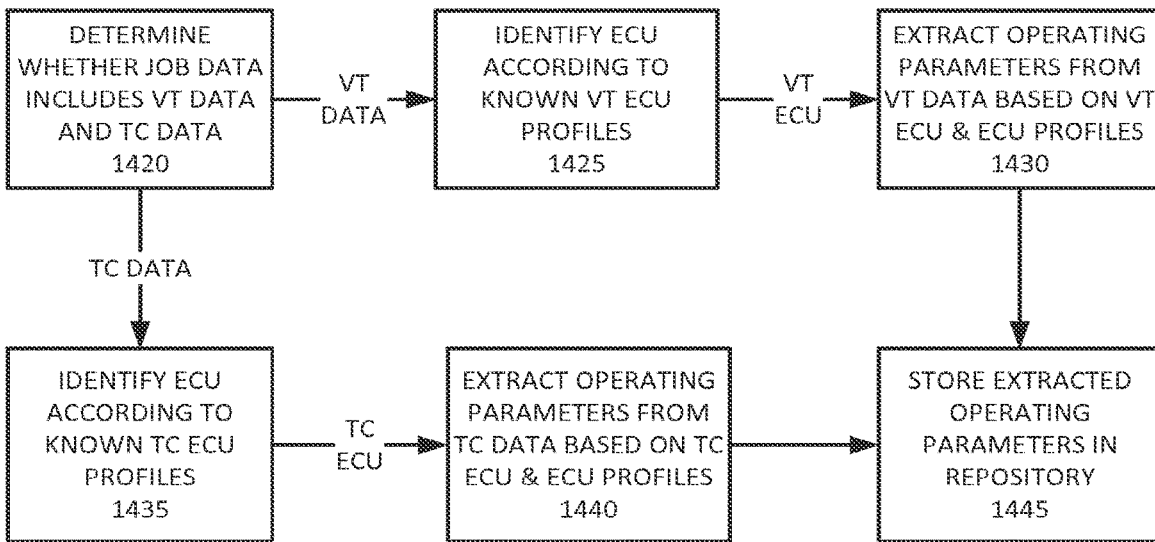 DETERMINE
WHETHER JOB DATA
INCLUDES VT DATA
AND TC DATA
1420
VT
DATA
IDENTIFY ECU
ACCORDING TO
KNOWN VT ECU
PROFILES
1425
VT
ECU
EXTRACT OPERATING
PARAMETERS FROM
VT DATA BASED ON VT
ECU & ECU PROFILES
1430
TC DATA
IDENTIFY ECU
ACCORDING TO
KNOWN TC ECU
PROFILES
1435
TC
ECU
EXTRACT OPERATING
PARAMETERS FROM
TC DATA BASED ON TC
ECU & ECU PROFILES
1440
STORE EXTRACTED
OPERATING
PARAMETERS IN
REPOSITORY
1445